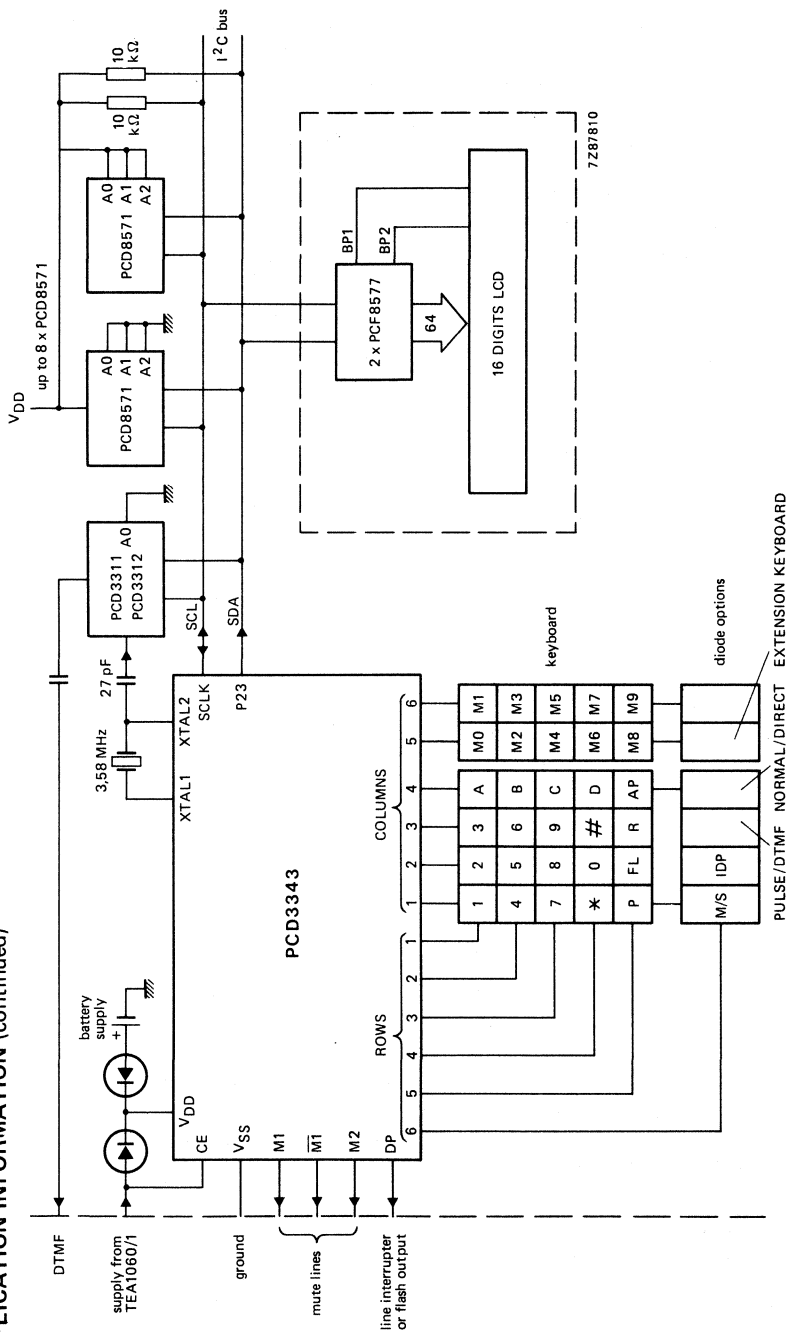 LICATION INFORMATION (continued)
VDD
up to 8 x PCD8571
DTMF
PCD3311
PCD3312
A0
PCD8571
A0
A1
A2
PCD8571
A0
A1
A2
10
kΩ
10
kΩ
I²C bus
supply from
TEA1060/1
battery
supply
+
3,58 MHz
27 pF
SCL
SDA
CE
VDD
XTAL1
XTAL2
SCLK
P23
ground
VSS
mute lines
M1
M̅1̅
M2
line interrupter
or flash output
DP
PCD3343
2 x PCF8577
BP1
BP2
64
16 DIGITS LCD
7Z87810
ROWS
6 5 4 3 2 1
COLUMNS
1 2 3 4 5 6
1 2 3 A M0 M1
4 5 6 B M2 M3
7 8 9 C M4 M5
* 0 # D M6 M7
P FL R AP M8 M9
keyboard
M/S IDP
diode options
PULSE/DTMF NORMAL/DIRECT EXTENSION KEYBOARD